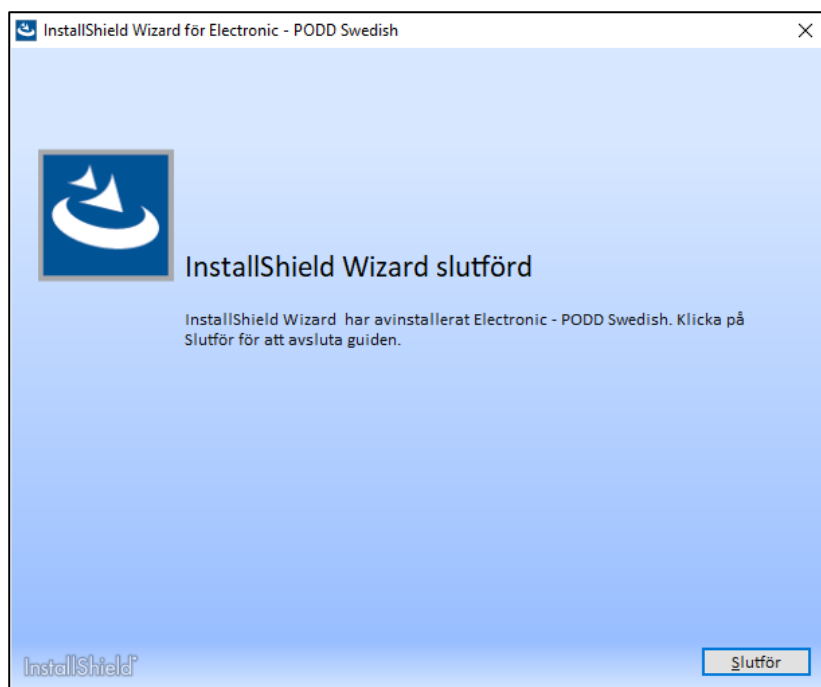 InstallShield Wizard för Electronic - PODD Swedish
InstallShield Wizard slutförd
InstallShield Wizard har avinstallerat Electronic - PODD Swedish. Klicka på
Slutför för att avsluta guiden.
InstallShield
Slutför